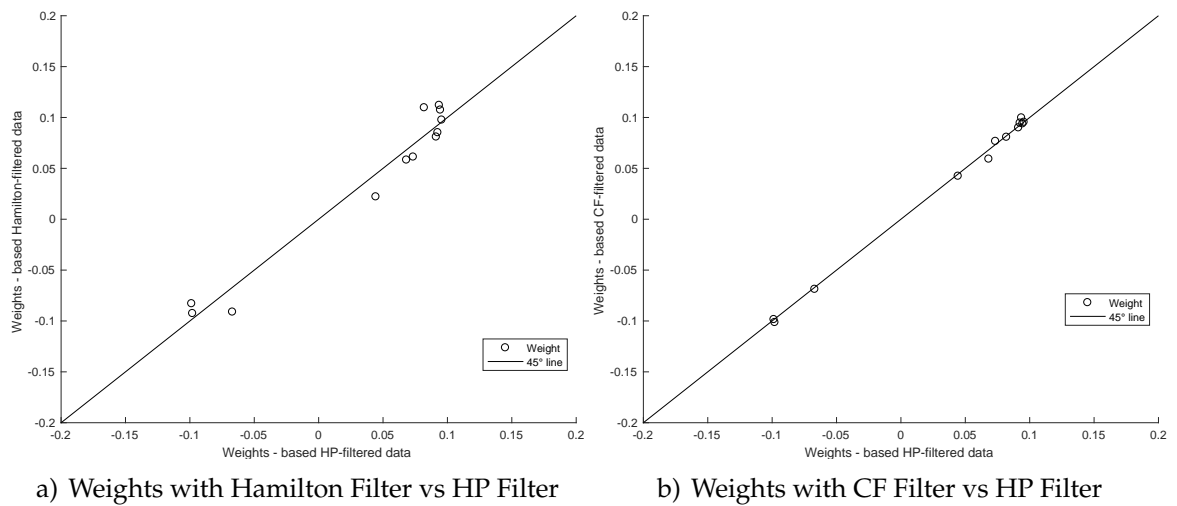 0.2
0.15
0.1
0.05
0
-0.05
-0.1
-0.15
-0.2
-0.2 -0.15 -0.1 -0.05 0 0.05 0.1 0.15 0.2
Weights - based HP-filtered data
Weights - based Hamilton-filtered data
Weight
45° line
a) Weights with Hamilton Filter vs HP Filter
0.2
0.15
0.1
0.05
0
-0.05
-0.1
-0.15
-0.2
-0.2 -0.15 -0.1 -0.05 0 0.05 0.1 0.15 0.2
Weights - based HP-filtered data
Weights - based CF-filtered data
Weight
45° line
b) Weights with CF Filter vs HP Filter